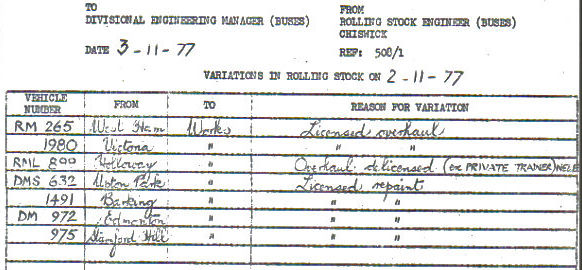 TO FROM
DIVISIONAL ENGINEERING MANAGER (BUSES) ROLLING STOCK ENGINEER (BUSES)
CHISWICK
DATE 3-11-77 REF: 508/1
VARIATIONS IN ROLLING STOCK ON 2-11-77
VEHICLE NUMBER FROM TO REASON FOR VARIATION
RM 265 West Ham Works Licensed overhaul
1980 Victoria " " "
RML 899 Holloway " Overhaul delicensed (ex PRIVATE TRAINER)
DMS 632 Upton Park " Licensed repaint
1491 Barking " " "
DM 972 Edmonton " " "
975 Stamford Hill " " "